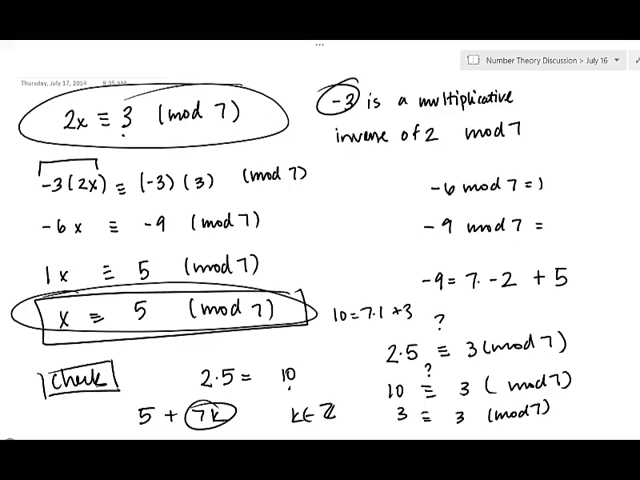 Number Theory Discussion > July 16
Thursday, July 17, 2014 9:35 AM
2x ≡ 3 (mod 7)
-3(2x) ≡ (-3)(3) (mod 7)
-6x ≡ -9 (mod 7)
1x ≡ 5 (mod 7)
x ≡ 5 (mod 7)
Check
2·5 = 10
5 + 7k k∈ℤ
-3 is a multiplicative
inverse of 2 mod 7
-6 mod 7 = 1
-9 mod 7 =
-9 = 7·-2 + 5
10 = 7·1 + 3
?
2·5 ≡ 3 (mod 7)
?
10 ≡ 3 (mod 7)
3 ≡ 3 (mod 7)